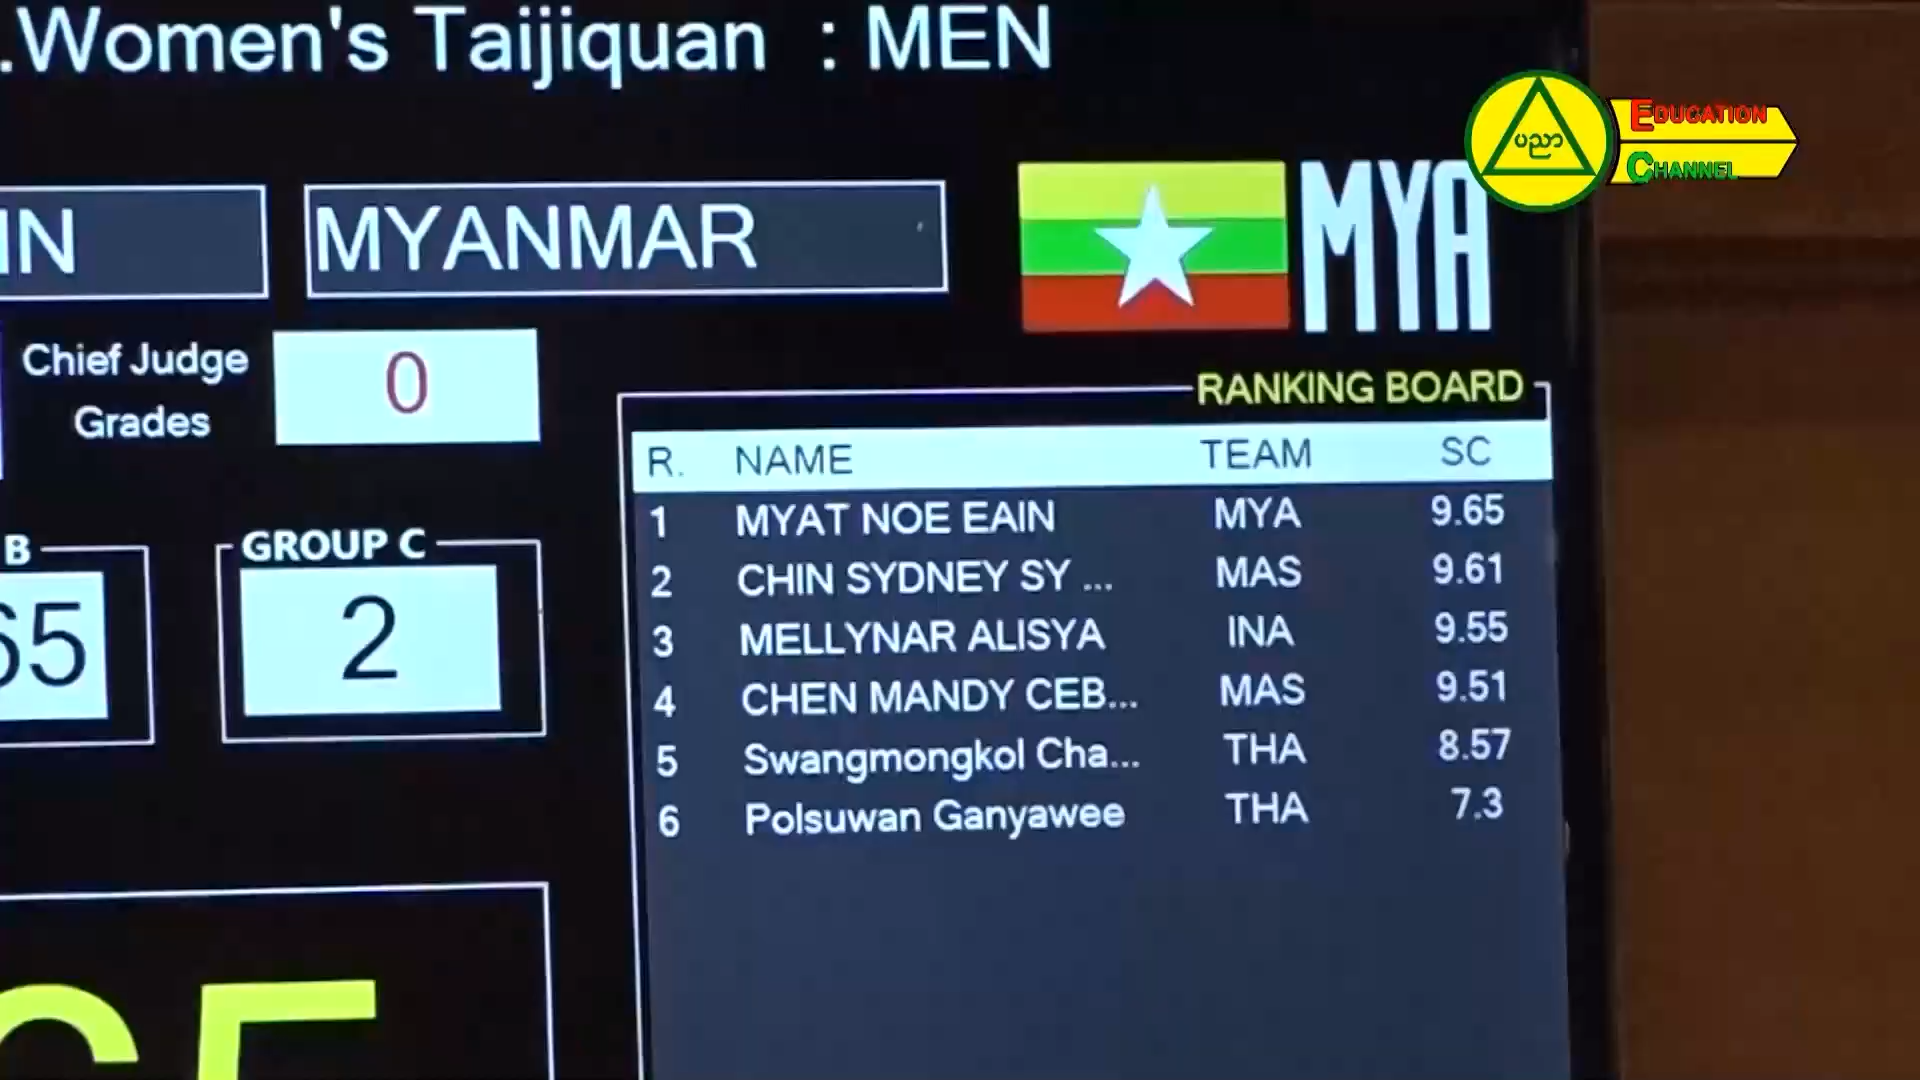 .Women's Taijiquan : MEN
ပညာ
EDUCATION
CHANNEL
IN
MYANMAR
MYA
Chief Judge
Grades
0
RANKING BOARD
R. NAME TEAM SC
1 MYAT NOE EAIN MYA 9.65
2 CHIN SYDNEY SY ... MAS 9.61
3 MELLYNAR ALISYA INA 9.55
4 CHEN MANDY CEB... MAS 9.51
5 Swangmongkol Cha... THA 8.57
6 Polsuwan Ganyawee THA 7.3
B
65
GROUP C
2